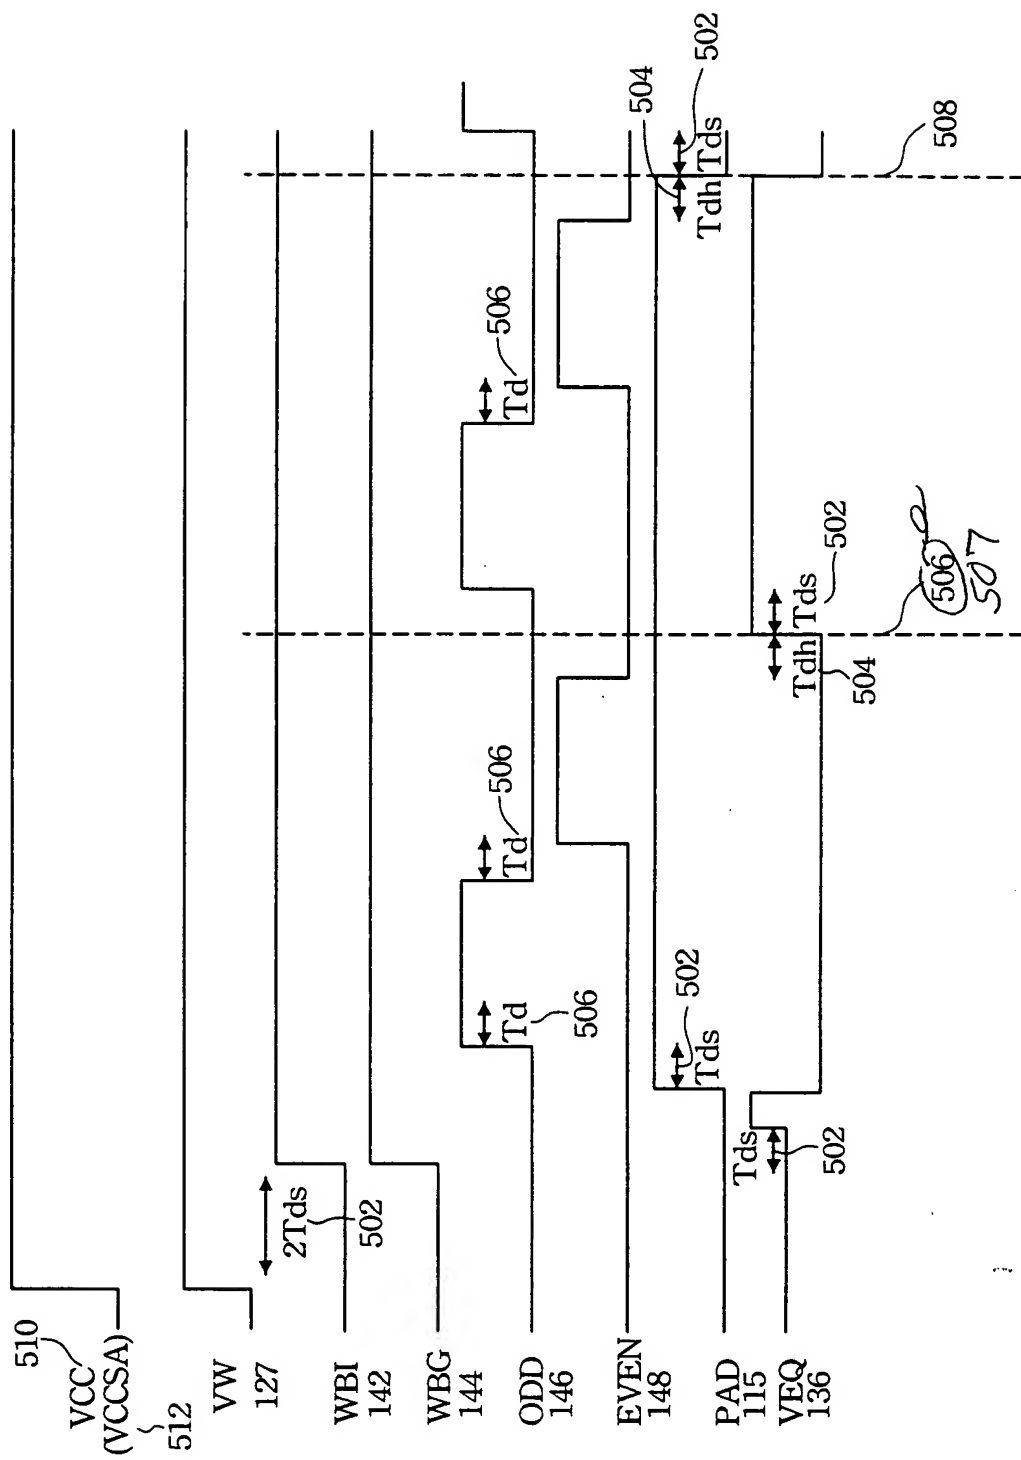 510
VCC
(VCCSA)
512
VW
127
2Tds
502
WBI
142
WBG
144
ODD
146
Td
506
Td
506
Td
506
EVEN
148
PAD
115
Tds
502
Tdh
Tds
504
502
VEQ
136
Tds
502
Tdh
Tds
504
502
506
507
508